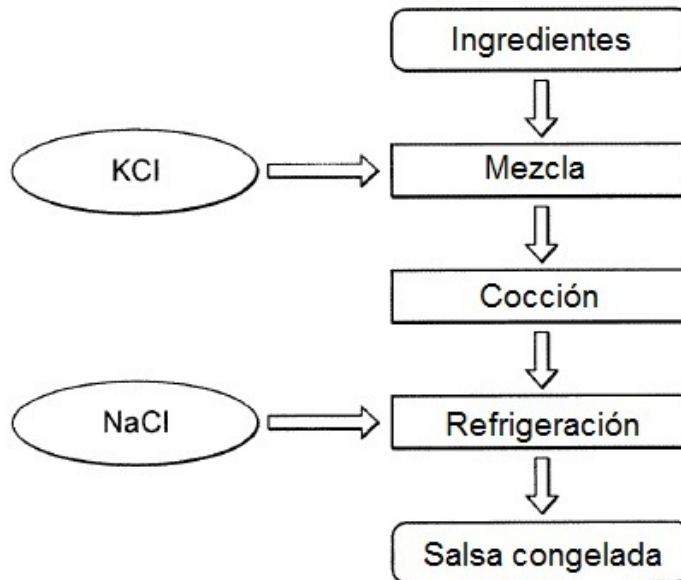 Ingredientes
KCl
Mezcla
Cocción
NaCl
Refrigeración
Salsa congelada